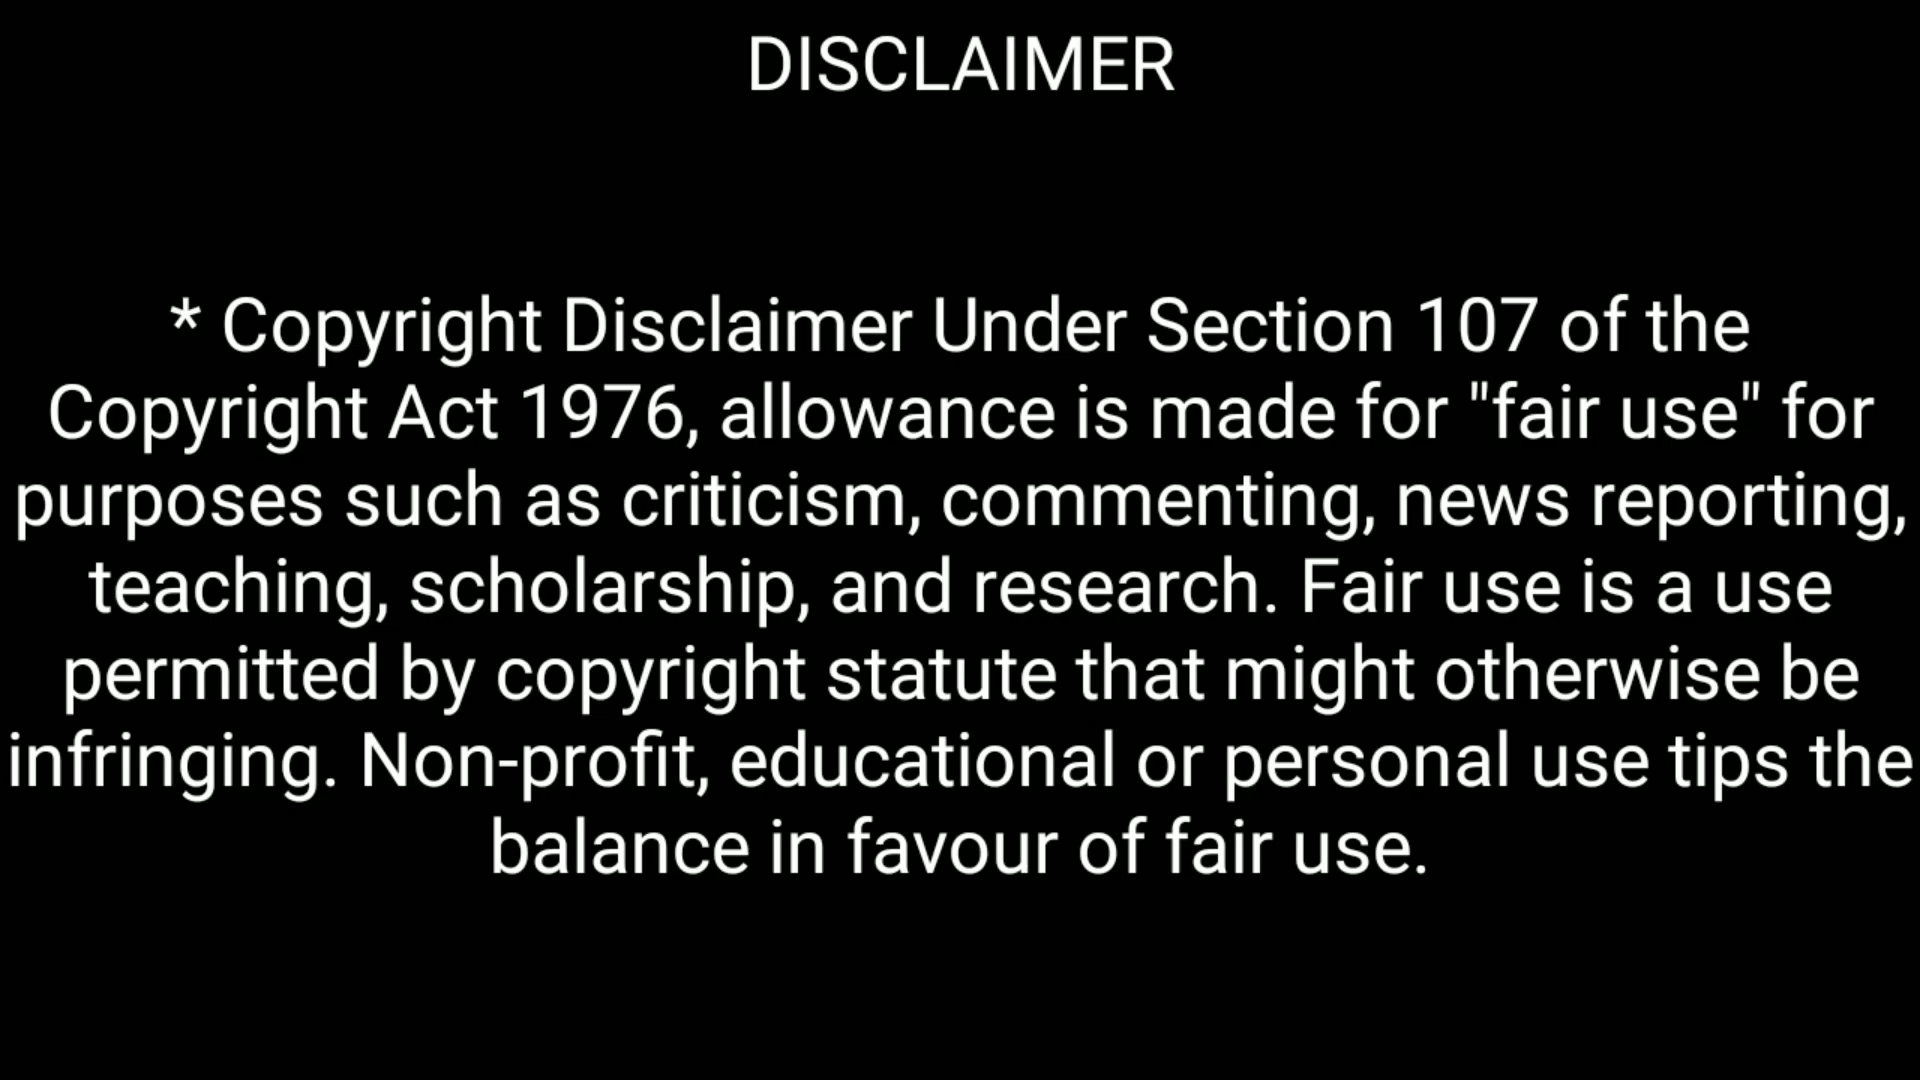 DISCLAIMER
* Copyright Disclaimer Under Section 107 of the
Copyright Act 1976, allowance is made for "fair use" for
purposes such as criticism, commenting, news reporting,
teaching, scholarship, and research. Fair use is a use
permitted by copyright statute that might otherwise be
infringing. Non-profit, educational or personal use tips the
balance in favour of fair use.